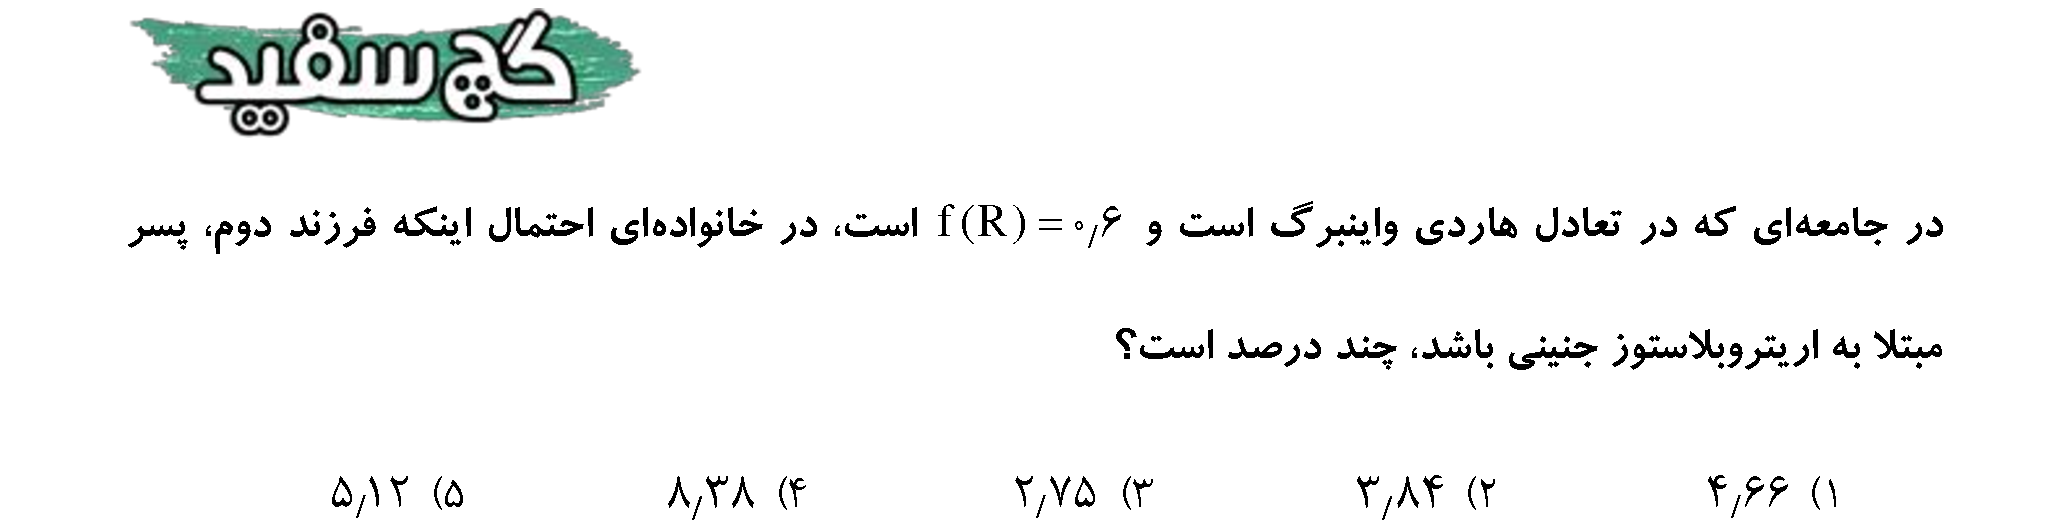 گچ سفید
در جامعه‌ای که در تعادل هاردی واینبرگ است و f(R)=۰/۶ است، در خانواده‌ای احتمال اینکه فرزند دوم، پسر
مبتلا به اریتروبلاستوز جنینی باشد، چند درصد است؟
۱) ۴/۶۶ ۲) ۳/۸۴ ۳) ۲/۷۵ ۴) ۸/۳۸ ۵) ۵/۱۲